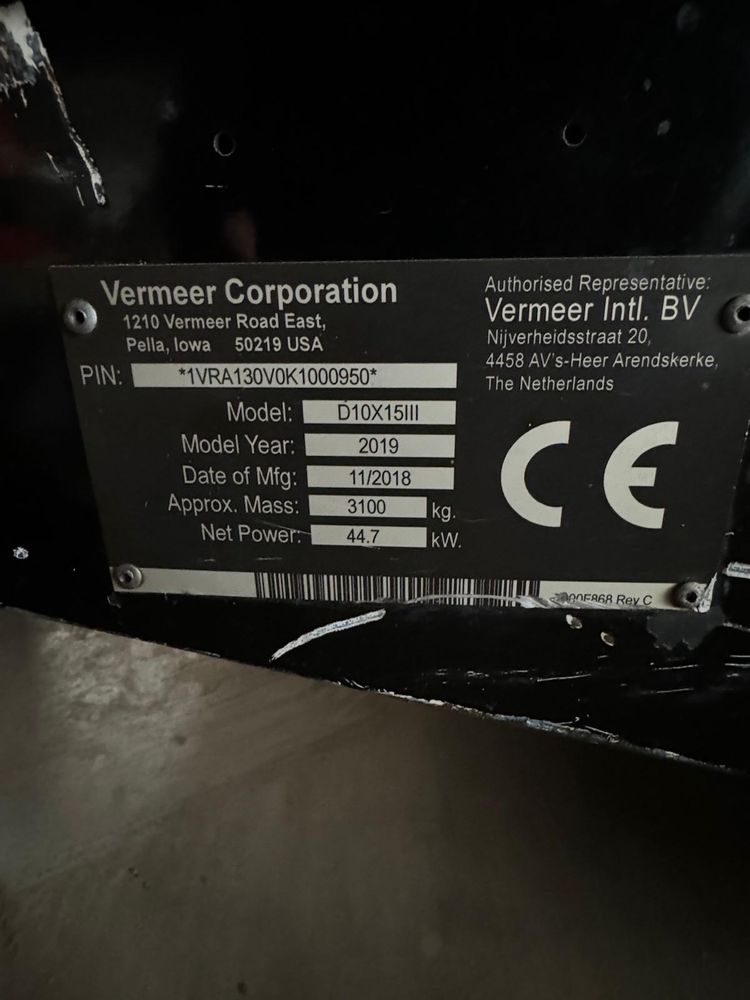 Vermeer Corporation
1210 Vermeer Road East,
Pella, Iowa 50219 USA
PIN: *1VRA130V0K1000950*
Model: D10X15III
Model Year: 2019
Date of Mfg: 11/2018
Approx. Mass: 3100 kg.
Net Power: 44.7 kW.
Authorised Representative:
Vermeer Intl. BV
Nijverheidsstraat 20,
4458 AV's-Heer Arendskerke,
The Netherlands
CE
Rev C